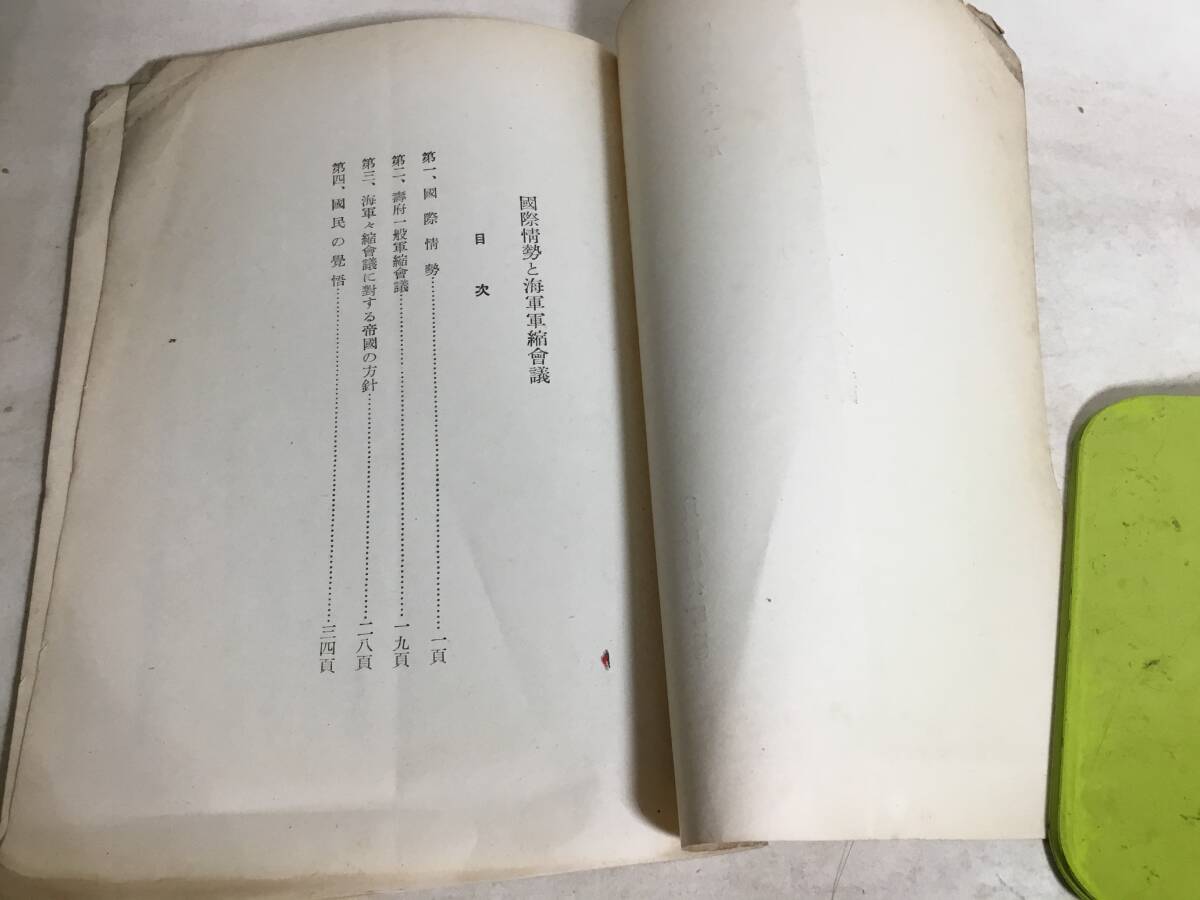 國際情勢と海軍軍縮會議
目次
第一、國際情勢……一頁
第二、壽府一般軍縮會議……一九頁
第三、海軍々縮會議に對する帝國の方針……二八頁
第四、國民の覺悟……三四頁